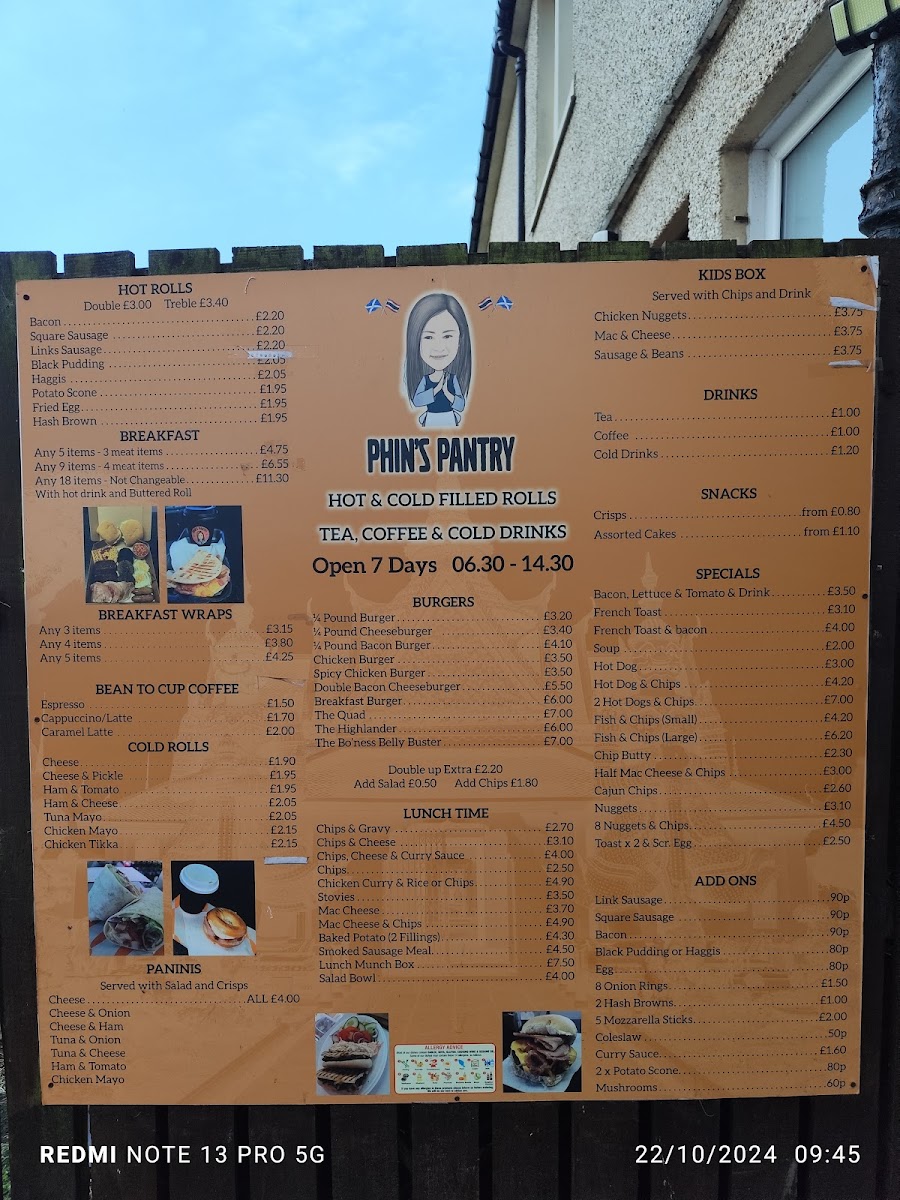 HOT ROLLS
Double £3.00 Treble £3.40
Bacon £2.20
Square Sausage £2.20
Links Sausage £2.20
Black Pudding £2.05
Haggis £2.05
Potato Scone £1.95
Fried Egg £1.95
Hash Brown £1.95
BREAKFAST
Any 5 items - 3 meat items £4.75
Any 9 items - 4 meat items £6.55
Any 18 items - Not Changeable £11.30
With hot drink and Buttered Roll
BREAKFAST WRAPS
Any 3 items £3.15
Any 4 items £3.80
Any 5 items £4.25
BEAN TO CUP COFFEE
Espresso £1.50
Cappuccino/Latte £1.70
Caramel Latte £2.00
COLD ROLLS
Cheese £1.90
Cheese & Pickle £1.95
Ham & Tomato £1.95
Ham & Cheese £2.05
Tuna Mayo £2.05
Chicken Mayo £2.15
Chicken Tikka £2.15
PANINIS
Served with Salad and Crisps
Cheese ALL £4.00
Cheese & Onion
Cheese & Ham
Tuna & Onion
Tuna & Cheese
Ham & Tomato
Chicken Mayo
PHIN'S PANTRY
HOT & COLD FILLED ROLLS
TEA, COFFEE & COLD DRINKS
Open 7 Days 06.30 - 14.30
BURGERS
¼ Pound Burger £3.20
¼ Pound Cheeseburger £3.40
¼ Pound Bacon Burger £4.10
Chicken Burger £3.50
Spicy Chicken Burger £3.50
Double Bacon Cheeseburger £5.50
Breakfast Burger £6.00
The Quad £7.00
The Highlander £6.00
The Bo'ness Belly Buster £7.00
Double up Extra £2.20
Add Salad £0.50 Add Chips £1.80
LUNCH TIME
Chips & Gravy £2.70
Chips & Cheese £3.10
Chips, Cheese & Curry Sauce £4.00
Chips £2.50
Chicken Curry & Rice or Chips £4.90
Stovies £3.50
Mac Cheese £3.70
Mac Cheese & Chips £4.90
Baked Potato (2 Fillings) £4.30
Smoked Sausage Meal £4.50
Lunch Munch Box £7.50
Salad Bowl £4.00
ALLERGY ADVICE
KIDS BOX
Served with Chips and Drink
Chicken Nuggets £3.75
Mac & Cheese £3.75
Sausage & Beans £3.75
DRINKS
Tea £1.00
Coffee £1.00
Cold Drinks £1.20
SNACKS
Crisps from £0.80
Assorted Cakes from £1.10
SPECIALS
Bacon, Lettuce & Tomato & Drink £3.50
French Toast £3.10
French Toast & bacon £4.00
Soup £2.00
Hot Dog £3.00
Hot Dog & Chips £4.20
2 Hot Dogs & Chips £7.00
Fish & Chips (Small) £4.20
Fish & Chips (Large) £6.20
Chip Butty £2.30
Half Mac Cheese & Chips £3.00
Cajun Chips £2.60
Nuggets £3.10
8 Nuggets & Chips £4.50
Toast x 2 & Scr. Egg £2.50
ADD ONS
Link Sausage 90p
Square Sausage 90p
Bacon 90p
Black Pudding or Haggis 80p
Egg 80p
8 Onion Rings £1.50
2 Hash Browns £1.00
5 Mozzarella Sticks £2.00
Coleslaw 50p
Curry Sauce £1.60
2 x Potato Scone 80p
Mushrooms 60p
REDMI NOTE 13 PRO 5G
22/10/2024 09:45